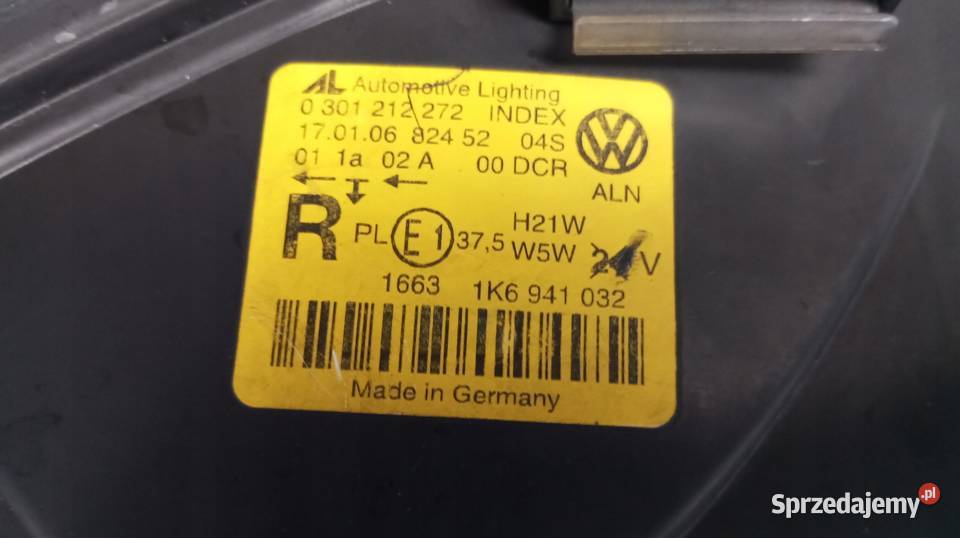 AL Automotive Lighting
0 301 212 272 INDEX
17.01.06 824 52 04S
01 1a 02 A 00 DCR
VW
ALN
R
PL E1 37,5 H21W
W5W V
1663 1K6 941 032
Made in Germany
Sprzedajemy.pl